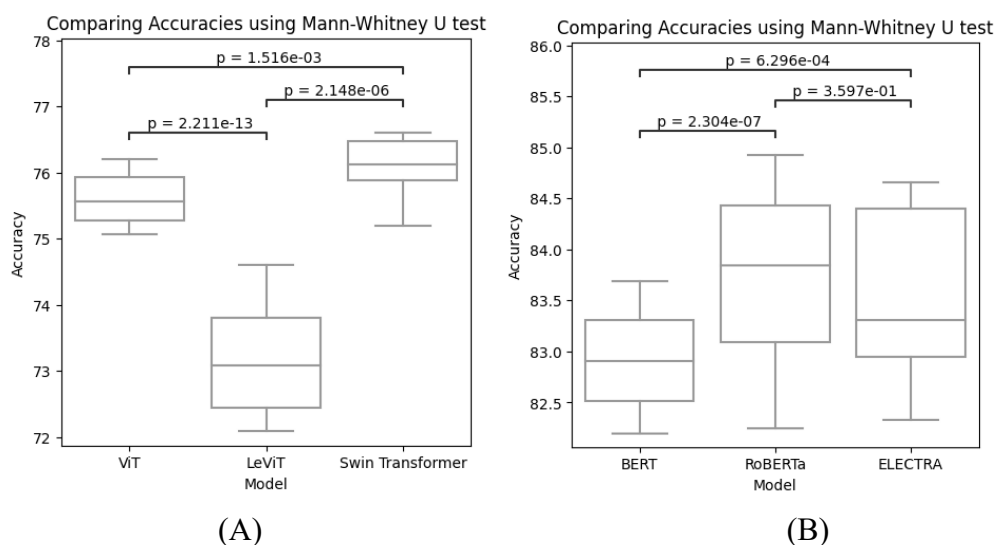 Comparing Accuracies using Mann-Whitney U test
78
77
76
75
74
73
72
Accuracy
p = 1.516e-03
p = 2.148e-06
p = 2.211e-13
ViT
LeViT
Swin Transformer
Model
(A)
Comparing Accuracies using Mann-Whitney U test
86.0
85.5
85.0
84.5
84.0
83.5
83.0
82.5
Accuracy
p = 6.296e-04
p = 3.597e-01
p = 2.304e-07
BERT
RoBERTa
ELECTRA
Model
(B)